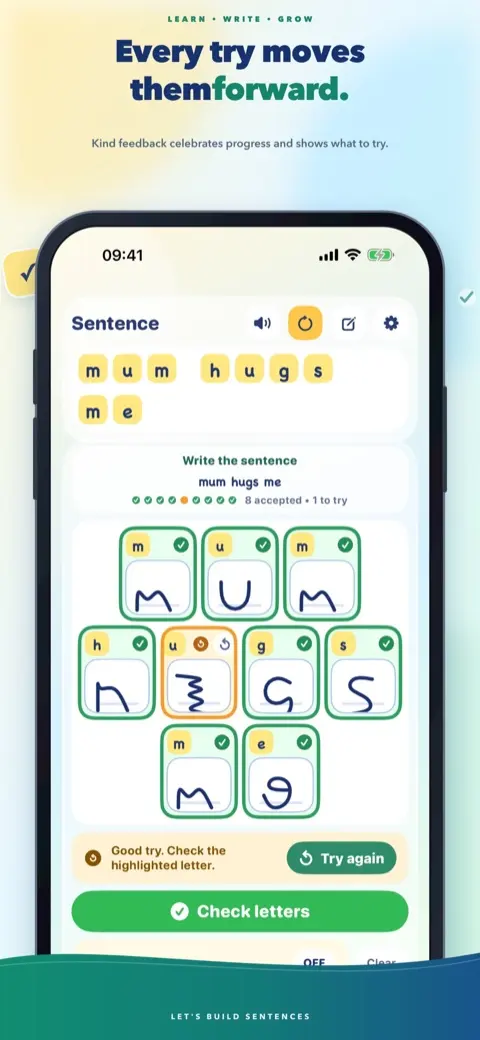 LEARN • WRITE • GROW
Every try moves
themforward.
Kind feedback celebrates progress and shows what to try.
09:41
Sentence
m u m h u g s
m e
Write the sentence
mum hugs me
8 accepted • 1 to try
m u m
m U m
h u g s
n G S
m e
m
Good try. Check the
highlighted letter.
Try again
Check letters
OFF Clear
LET'S BUILD SENTENCES